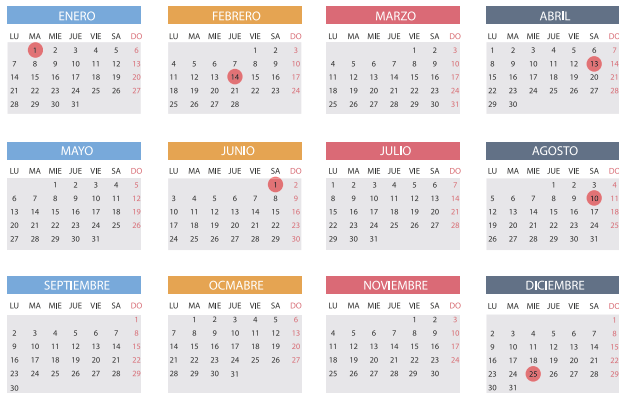 ENERO
LU MA MIE JUE VIE SA DO
1 2 3 4 5 6
7 8 9 10 11 12 13
14 15 16 17 18 19 20
21 22 23 24 25 26 27
28 29 30 31
FEBRERO
LU MA MIE JUE VIE SA DO
1 2 3
4 5 6 7 8 9 10
11 12 13 14 15 16 17
18 19 20 21 22 23 24
25 26 27 28
MARZO
LU MA MIE JUE VIE SA DO
1 2 3
4 5 6 7 8 9 10
11 12 13 14 15 16 17
18 19 20 21 22 23 24
25 26 27 28 29 30 31
ABRIL
LU MA MIE JUE VIE SA DO
1 2 3 4 5 6 7
8 9 10 11 12 13 14
15 16 17 18 19 20 21
22 23 24 25 26 27 28
29 30
MAYO
LU MA MIE JUE VIE SA DO
1 2 3 4 5
6 7 8 9 10 11 12
13 14 15 16 17 18 19
20 21 22 23 24 25 26
27 28 29 30 31
JUNIO
LU MA MIE JUE VIE SA DO
1 2
3 4 5 6 7 8 9
10 11 12 13 14 15 16
17 18 19 20 21 22 23
24 25 26 27 28 29 30
JULIO
LU MA MIE JUE VIE SA DO
1 2 3 4 5 6 7
8 9 10 11 12 13 14
15 16 17 18 19 20 21
22 23 24 25 26 27 28
29 30 31
AGOSTO
LU MA MIE JUE VIE SA DO
1 2 3 4
5 6 7 8 9 10 11
12 13 14 15 16 17 18
19 20 21 22 23 24 25
26 27 28 29 30 31
SEPTIEMBRE
LU MA MIE JUE VIE SA DO
1
2 3 4 5 6 7 8
9 10 11 12 13 14 15
16 17 18 19 20 21 22
23 24 25 26 27 28 29
30
OCMABRE
LU MA MIE JUE VIE SA DO
1 2 3 4 5 6
7 8 9 10 11 12 13
14 15 16 17 18 19 20
21 22 23 24 25 26 27
28 29 30 31
NOVIEMBRE
LU MA MIE JUE VIE SA DO
1 2 3
4 5 6 7 8 9 10
11 12 13 14 15 16 17
18 19 20 21 22 23 24
25 26 27 28 29 30
DICIEMBRE
LU MA MIE JUE VIE SA DO
1
2 3 4 5 6 7 8
9 10 11 12 13 14 15
16 17 18 19 20 21 22
23 24 25 26 27 28 29
30 31